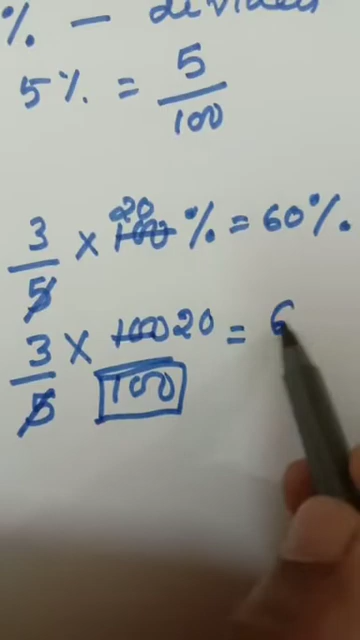 % — divided
5% = 5/100
3/5 × 100 20 % = 60%
3/5 × 100 20 / 100 = 6